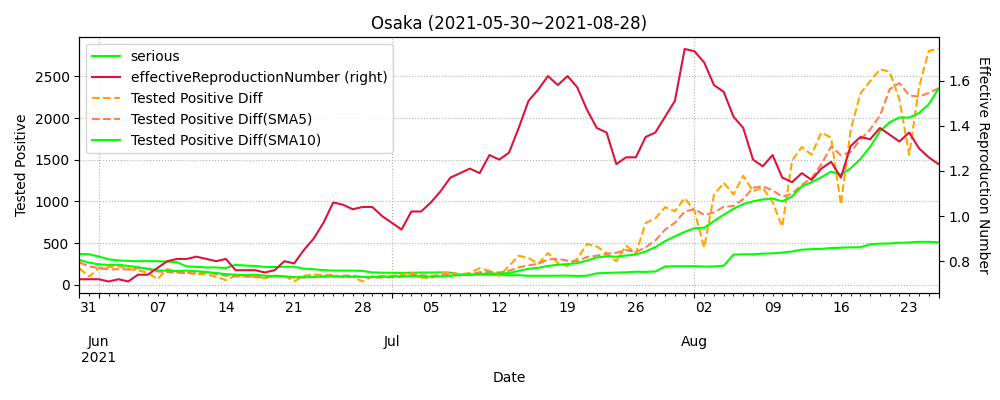 Osaka (2021-05-30~2021-08-28)
serious
effectiveReproductionNumber (right)
Tested Positive Diff
Tested Positive Diff(SMA5)
Tested Positive Diff(SMA10)
Tested Positive
2500
2000
1500
1000
500
0
1.6
1.4
1.2
1.0
0.8
Effective Reproduction Number
31 07 14 21 28 05 12 19 26 02 09 16 23
Jun Jul Aug
2021
Date